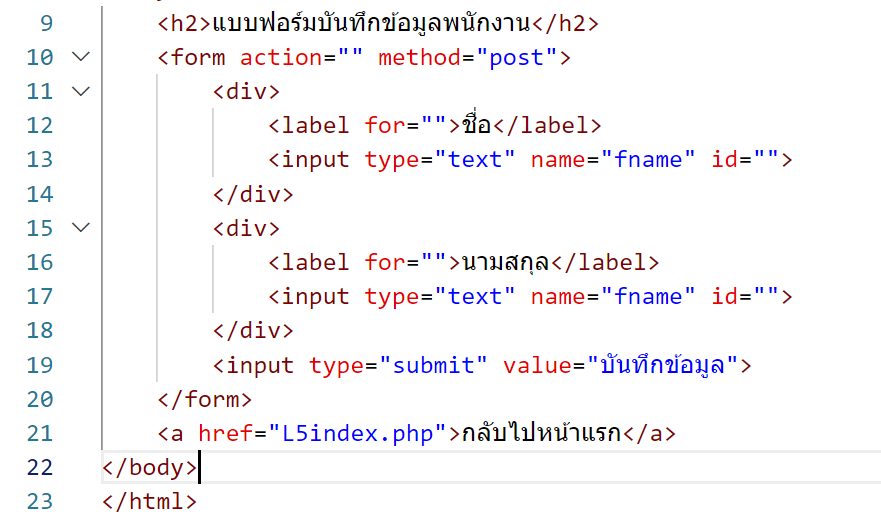 9 <h2>แบบฟอร์มบันทึกข้อมูลพนักงาน</h2>
10 <form action="" method="post">
11 <div>
12 <label for="">ชื่อ</label>
13 <input type="text" name="fname" id="">
14 </div>
15 <div>
16 <label for="">นามสกุล</label>
17 <input type="text" name="fname" id="">
18 </div>
19 <input type="submit" value="บันทึกข้อมูล">
20 </form>
21 <a href="L5index.php">กลับไปหน้าแรก</a>
22 </body>
23 </html>